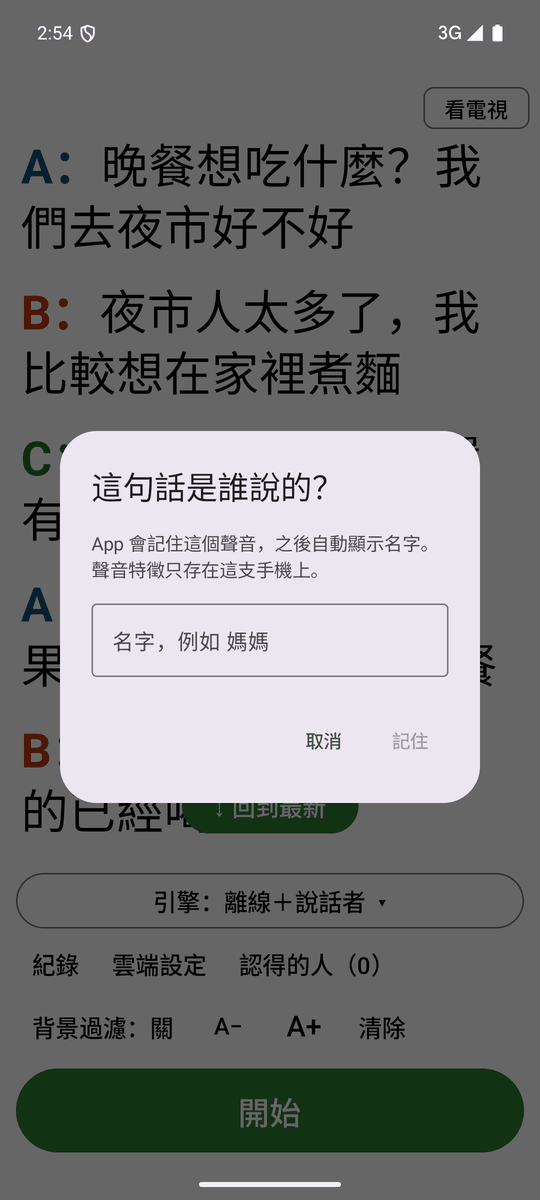 2:54
3G
看電視
A：晚餐想吃什麼？我
們去夜市好不好
B：夜市人太多了，我
比較想在家裡煮麵
C：
有
這句話是誰說的？
App 會記住這個聲音，之後自動顯示名字。
聲音特徵只存在這支手機上。
A
果
餐
名字，例如 媽媽
取消
記住
B
的已經喝
↓ 回到最新
引擎：離線＋說話者 ▾
紀錄
雲端設定
認得的人（0）
背景過濾：關
A−
A+
清除
開始